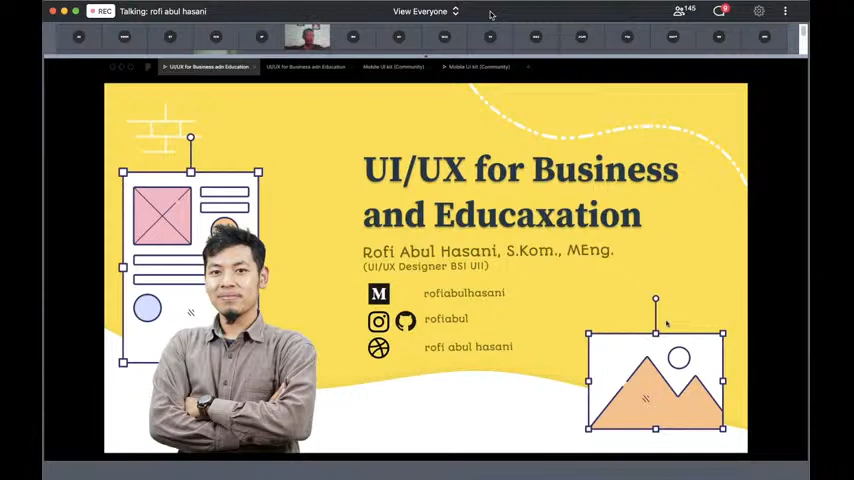 REC
Talking: rofi abul hasani
View Everyone
145
UI/UX for Business adn Education
UI/UX for Business adn Education
Mobile UI kit (Community)
Mobile UI kit (Community)
UI/UX for Business
and Educaxation
Rofi Abul Hasani, S.Kom., MEng.
(UI/UX Designer BSI UII)
M
rofiabulhasani
rofiabul
rofi abul hasani